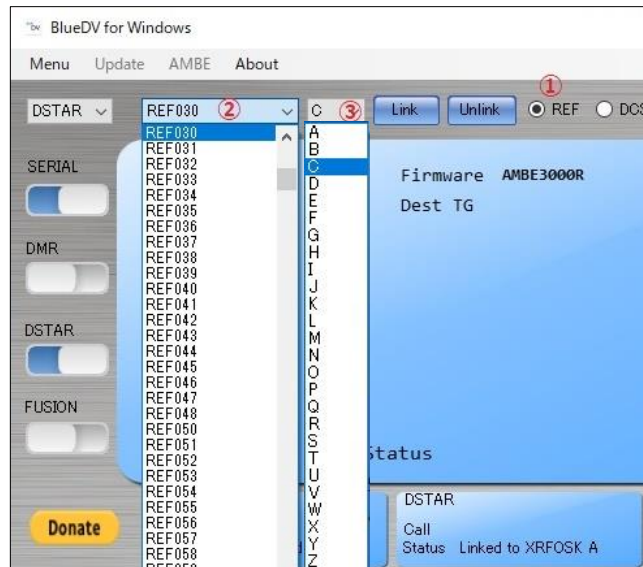 BlueDV for Windows
Menu Update AMBE About
①
DSTAR REF030 ② C ③ Link Unlink REF DCS
REF030
REF031
REF032
REF033
REF034
REF035
REF036
REF037
REF038
REF039
REF040
REF041
REF042
REF043
REF044
REF045
REF046
REF047
REF048
REF050
REF051
REF052
REF053
REF054
REF055
REF056
REF057
REF058
A
B
C
D
E
F
G
H
I
J
K
L
M
N
O
P
Q
R
S
T
U
V
W
X
Y
Z
SERIAL
DMR
DSTAR
FUSION
Donate
Firmware AMBE3000R
Dest TG
Status
DSTAR
Call
Status Linked to XRFOSK A